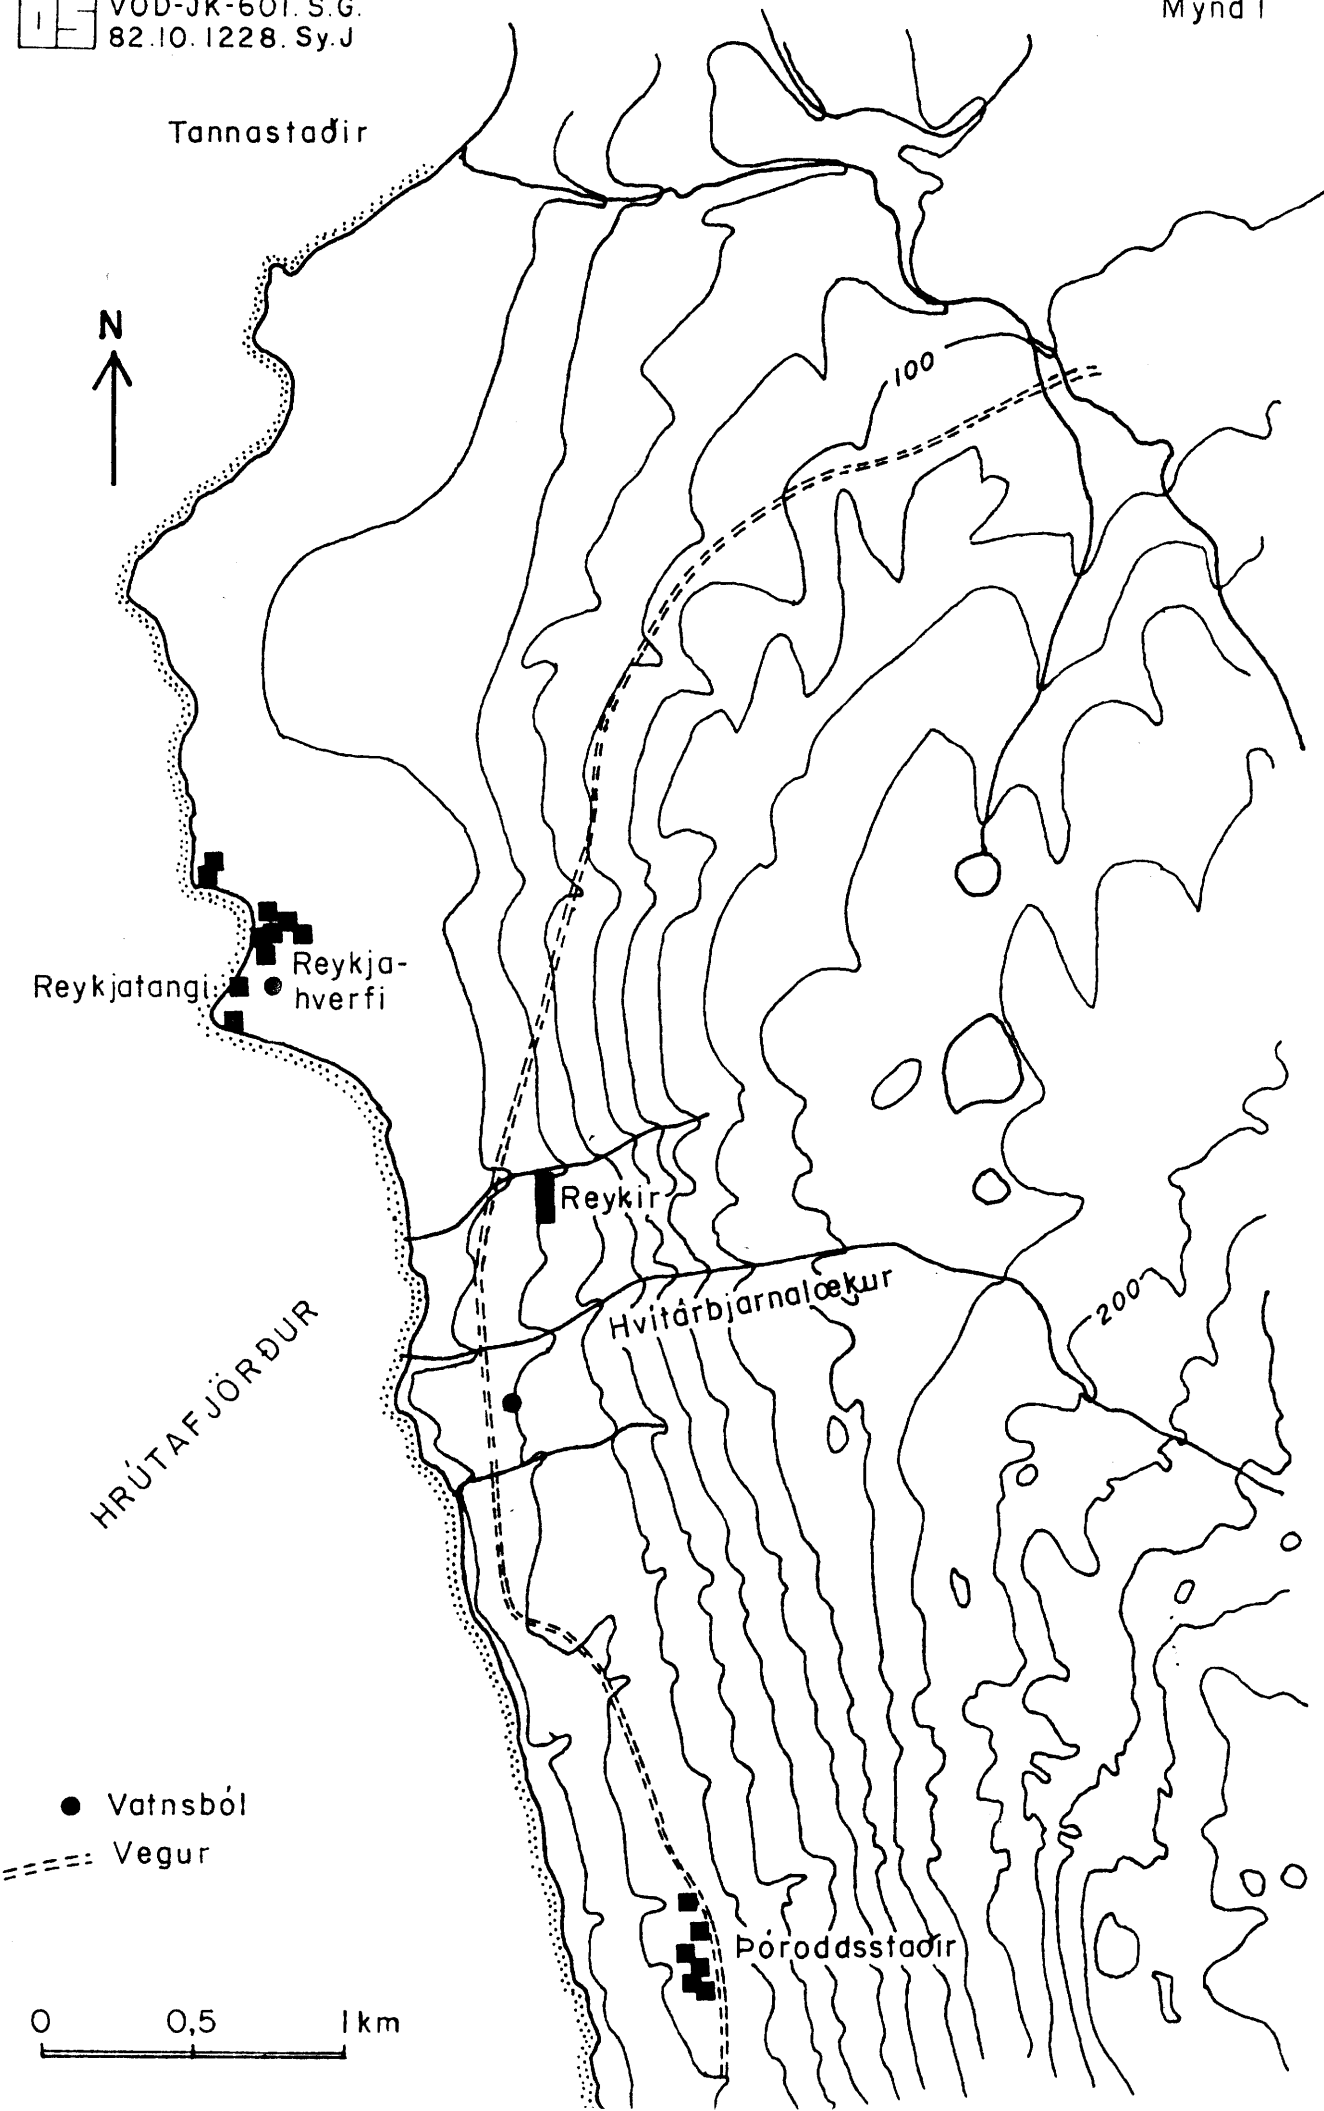 VOD-JK-601. S.G.
82.10.1228. Sy.J
Mynd 1
Tannastaðir
N
100
Reykjatangi
Reykja-
hverfi
Reykir
Hvítárbjarnalækur
200
HRÚTAFJÖRÐUR
Vatnsból
Vegur
Þóroddsstaðir
0 0,5 1 km